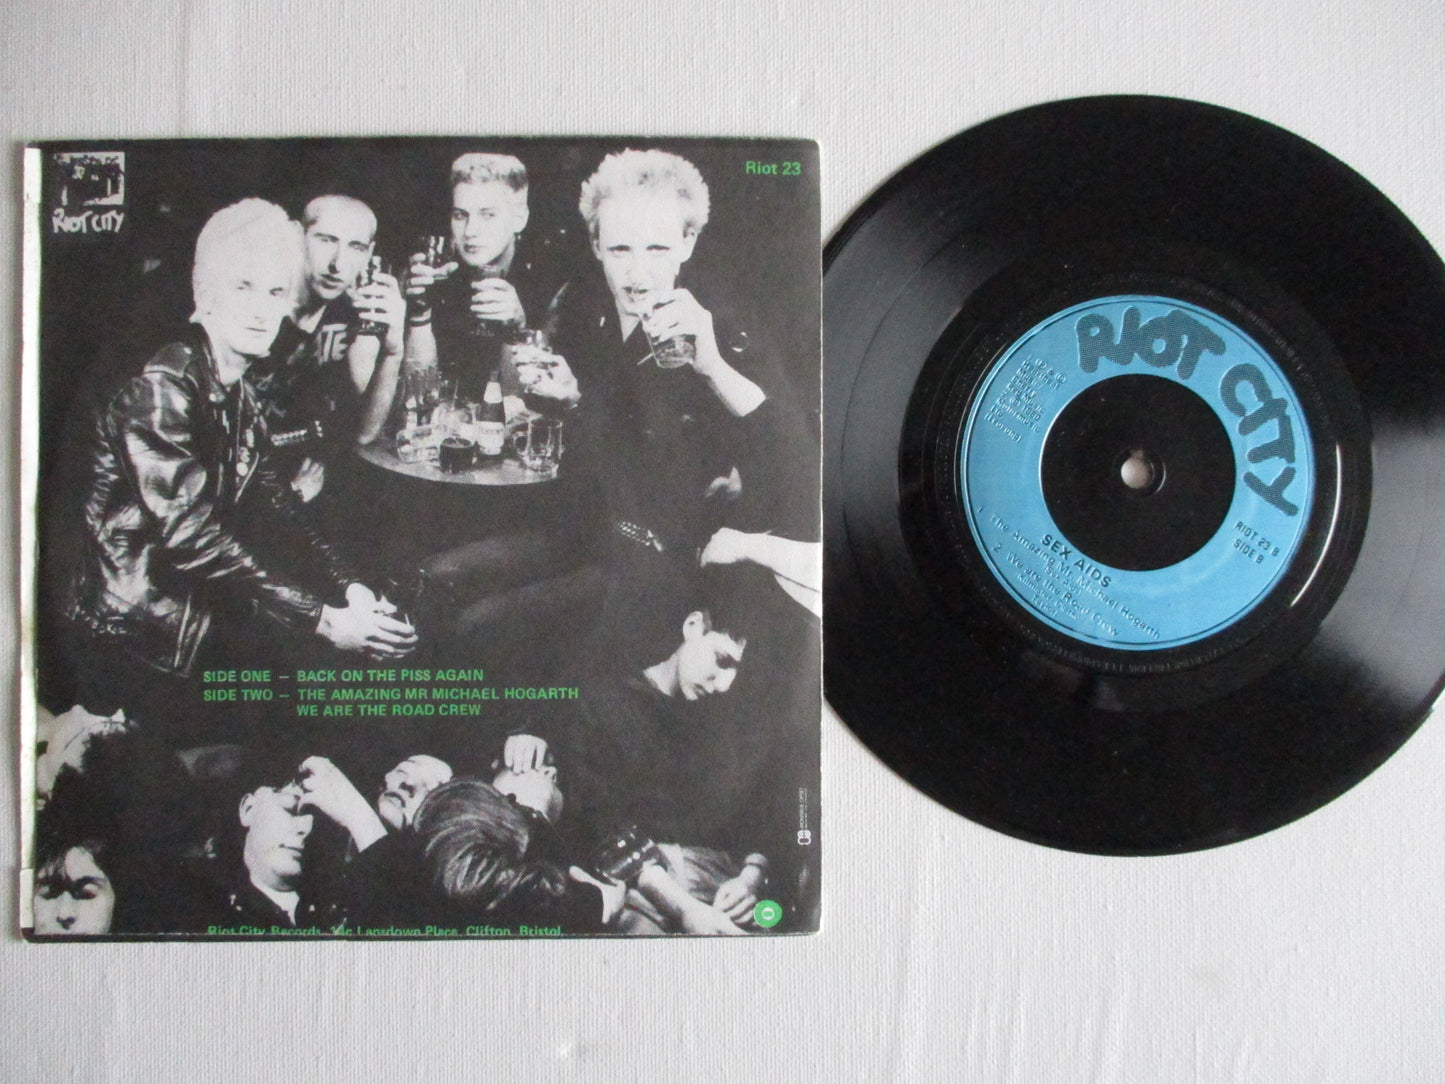 RIOT CITY
Riot 23
SIDE ONE – BACK ON THE PISS AGAIN
SIDE TWO – THE AMAZING MR MICHAEL HOGARTH
WE ARE THE ROAD CREW
Riot City Records, 14c Lansdown Place, Clifton, Bristol.
RIOT CITY
RIOT 23 B
SIDE B
SEX AIDS
1 The Amazing Mr. Michael Hogarth
2 We are the Road Crew